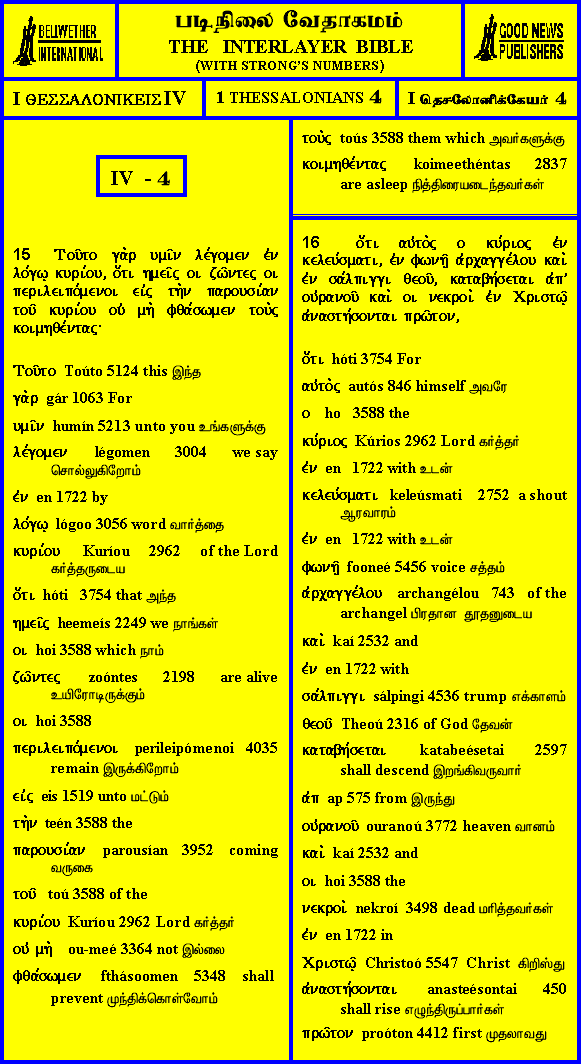 BELLWETHER
INTERNATIONAL
படிநிலை வேதாகமம்
THE INTERLAYER BIBLE
(WITH STRONG'S NUMBERS)
GOOD NEWS
PUBLISHERS
I ΘΕΣΣΑΛΟΝΙΚΕΙΣ IV
1 THESSALONIANS 4
I தெசலோனிக்கேயர் 4
IV - 4
15 Τοῦτο γὰρ υμῖν λέγομεν ἐν
λόγῳ κυρίου, ὅτι ημεῖς οι ζῶντες οι
περιλειπόμενοι εἰς τὴν παρουσίαν
τοῦ κυρίου οὐ μὴ φθάσωμεν τοὺς
κοιμηθέντας·
Τοῦτο Toúto 5124 this இந்த
γὰρ gár 1063 For
υμῖν humín 5213 unto you உங்களுக்கு
λέγομεν légomen 3004 we say
சொல்லுகிறோம்
ἐν en 1722 by
λόγῳ lógoo 3056 word வார்த்தை
κυρίου Kuríou 2962 of the Lord
கர்த்தருடைய
ὅτι hóti 3754 that அந்த
ημεῖς heemeís 2249 we நாங்கள்
οι hoi 3588 which நாம்
ζῶντες zoóntes 2198 are alive
உயிரோடிருக்கும்
οι hoi 3588
περιλειπόμενοι perileipómenoi 4035
remain இருக்கிறோம்
εἰς eis 1519 unto மட்டும்
τὴν teén 3588 the
παρουσίαν parousían 3952 coming
வருகை
τοῦ toú 3588 of the
κυρίου Kuríou 2962 Lord கர்த்தர்
οὐ μὴ ou-meé 3364 not இல்லை
φθάσωμεν fthásoomen 5348 shall
prevent முந்திக்கொள்வோம்
τοὺς toús 3588 them which அவர்களுக்கு
κοιμηθέντας koimeethéntas 2837
are asleep நித்திரையடைந்தவர்கள்
16 ὅτι αὐτὸς ο κύριος ἐν
κελεύσματι, ἐν φωνῇ ἀρχαγγέλου καὶ
ἐν σάλπιγγι θεοῦ, καταβήσεται ἀπ'
οὐρανοῦ καὶ οι νεκροὶ ἐν Χριστῷ
ἀναστήσονται πρῶτον,
ὅτι hóti 3754 For
αὐτὸς autós 846 himself அவரே
ο ho 3588 the
κύριος Kúrios 2962 Lord கர்த்தர்
ἐν en 1722 with உடன்
κελεύσματι keleúsmati 2752 a shout
ஆரவாரம்
ἐν en 1722 with உடன்
φωνῇ fooneé 5456 voice சத்தம்
ἀρχαγγέλου archangélou 743 of the
archangel பிரதான தூதனுடைய
καὶ kaí 2532 and
ἐν en 1722 with
σάλπιγγι sálpingi 4536 trump எக்காளம்
θεοῦ Theoú 2316 of God தேவன்
καταβήσεται katabeésetai 2597
shall descend இறங்கிவருவார்
ἀπ ap 575 from இருந்து
οὐρανοῦ ouranoú 3772 heaven வானம்
καὶ kaí 2532 and
οι hoi 3588 the
νεκροὶ nekroí 3498 dead மரித்தவர்கள்
ἐν en 1722 in
Χριστῷ Christoó 5547 Christ கிறிஸ்து
ἀναστήσονται anasteésontai 450
shall rise எழுந்திருப்பார்கள்
πρῶτον proóton 4412 first முதலாவது